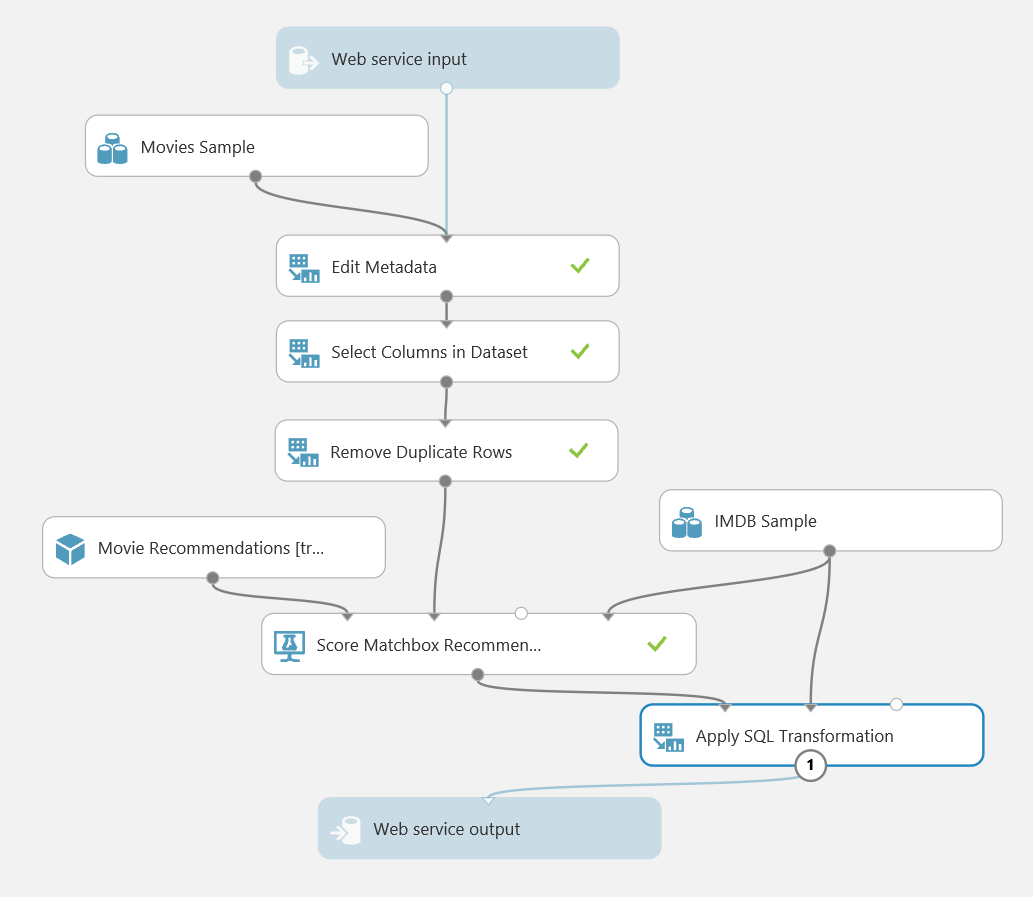 Web service input
Movies Sample
Edit Metadata
Select Columns in Dataset
Remove Duplicate Rows
IMDB Sample
Movie Recommendations [tr...
Score Matchbox Recommen...
Apply SQL Transformation
1
Web service output